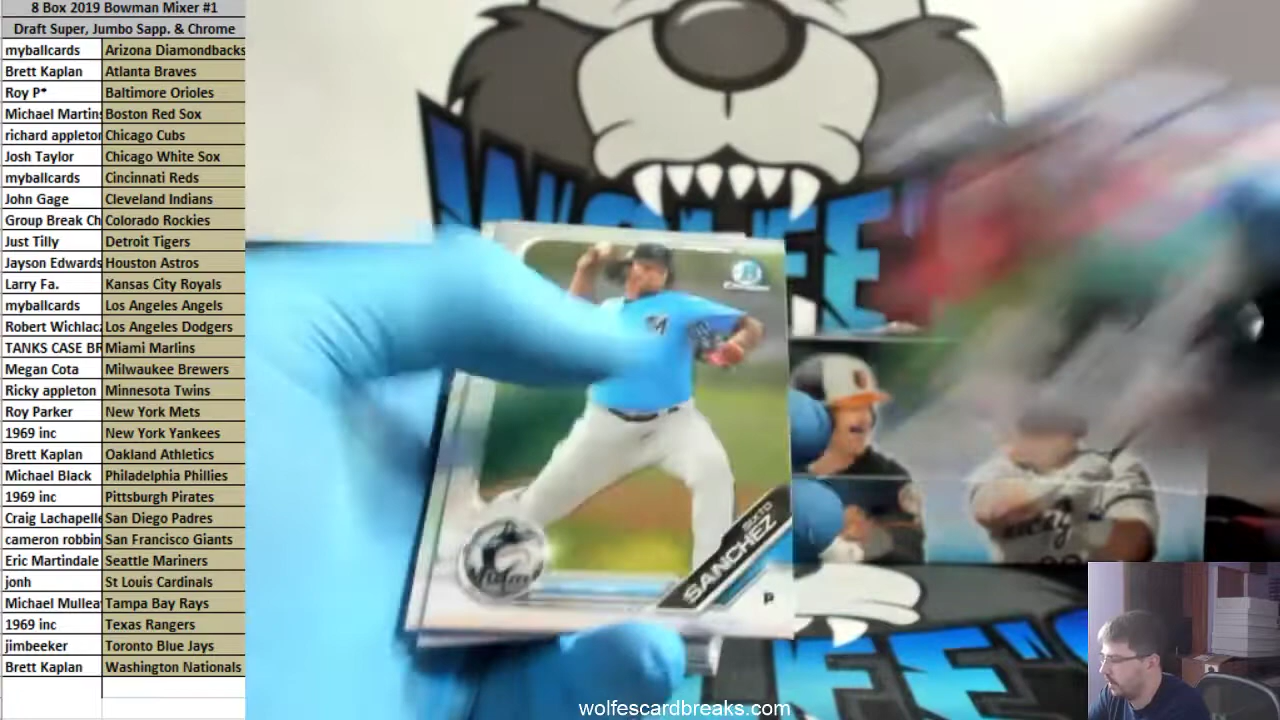 8 Box 2019 Bowman Mixer #1
Draft Super, Jumbo Sapp. & Chrome
myballcards Arizona Diamondbacks
Brett Kaplan Atlanta Braves
Roy P* Baltimore Orioles
Michael Martins Boston Red Sox
richard appleton Chicago Cubs
Josh Taylor Chicago White Sox
myballcards Cincinnati Reds
John Gage Cleveland Indians
Group Break Ch Colorado Rockies
Just Tilly Detroit Tigers
Jayson Edwards Houston Astros
Larry Fa. Kansas City Royals
myballcards Los Angeles Angels
Robert Wichlacz Los Angeles Dodgers
TANKS CASE BR Miami Marlins
Megan Cota Milwaukee Brewers
Ricky appleton Minnesota Twins
Roy Parker New York Mets
1969 inc New York Yankees
Brett Kaplan Oakland Athletics
Michael Black Philadelphia Phillies
1969 inc Pittsburgh Pirates
Craig Lachapelle San Diego Padres
cameron robbin San Francisco Giants
Eric Martindale Seattle Mariners
jonh St Louis Cardinals
Michael Mullea Tampa Bay Rays
1969 inc Texas Rangers
jimbeeker Toronto Blue Jays
Brett Kaplan Washington Nationals
WOLFE'S
SIXTO
SANCHEZ
P
FE'S
wolfescardbreaks.com